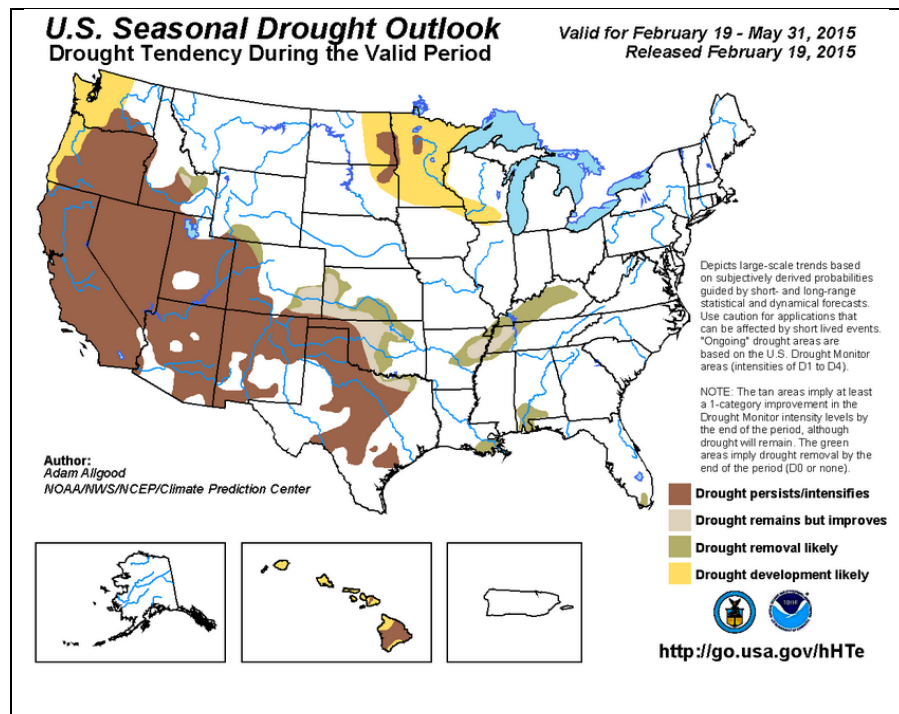 U.S. Seasonal Drought Outlook
Drought Tendency During the Valid Period
Valid for February 19 - May 31, 2015
Released February 19, 2015
Depicts large-scale trends based
on subjectively derived probabilities
guided by short- and long-range
statistical and dynamical forecasts.
Use caution for applications that
can be affected by short lived events.
"Ongoing" drought areas are
based on the U.S. Drought Monitor
areas (intensities of D1 to D4).
NOTE: The tan areas imply at least
a 1-category improvement in the
Drought Monitor intensity levels by
the end of the period, although
drought will remain. The green
areas imply drought removal by the
end of the period (D0 or none).
Author:
Adam Allgood
NOAA/NWS/NCEP/Climate Prediction Center
Drought persists/intensifies
Drought remains but improves
Drought removal likely
Drought development likely
http://go.usa.gov/hHTe